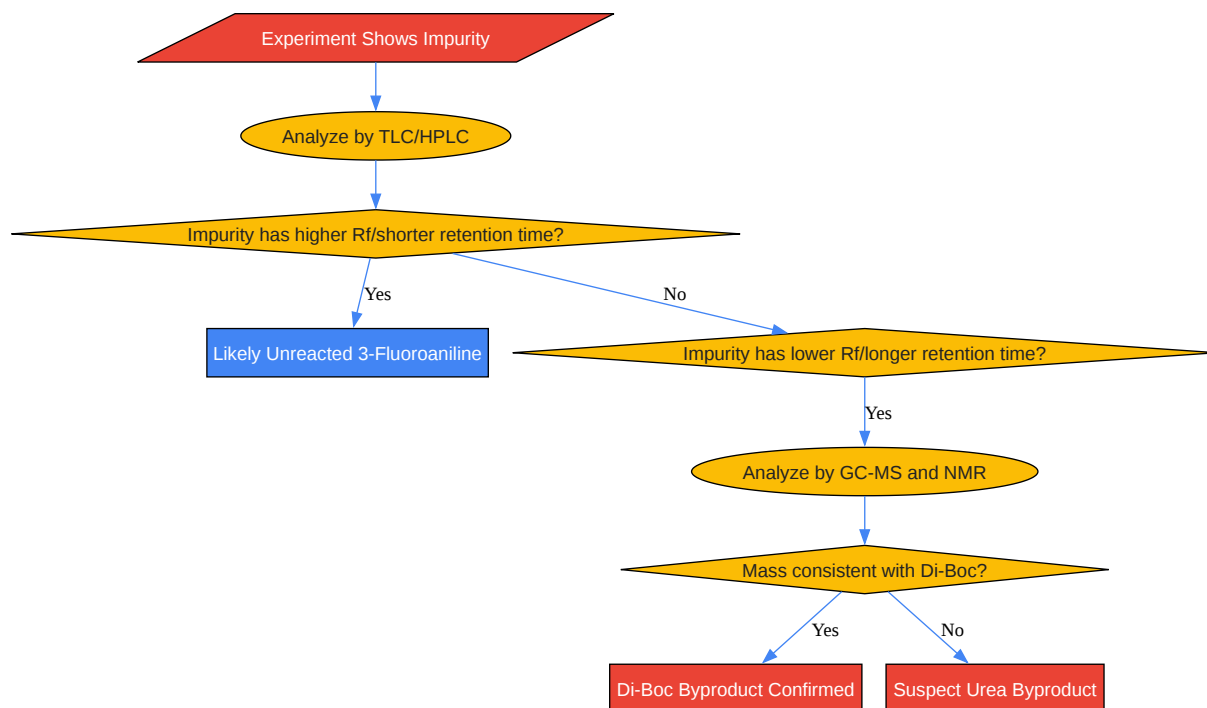 Experiment Shows Impurity
Analyze by TLC/HPLC
Impurity has higher Rf/shorter retention time?
Yes
No
Likely Unreacted 3-Fluoroaniline
Impurity has lower Rf/longer retention time?
Yes
Analyze by GC-MS and NMR
Mass consistent with Di-Boc?
Yes
No
Di-Boc Byproduct Confirmed
Suspect Urea Byproduct